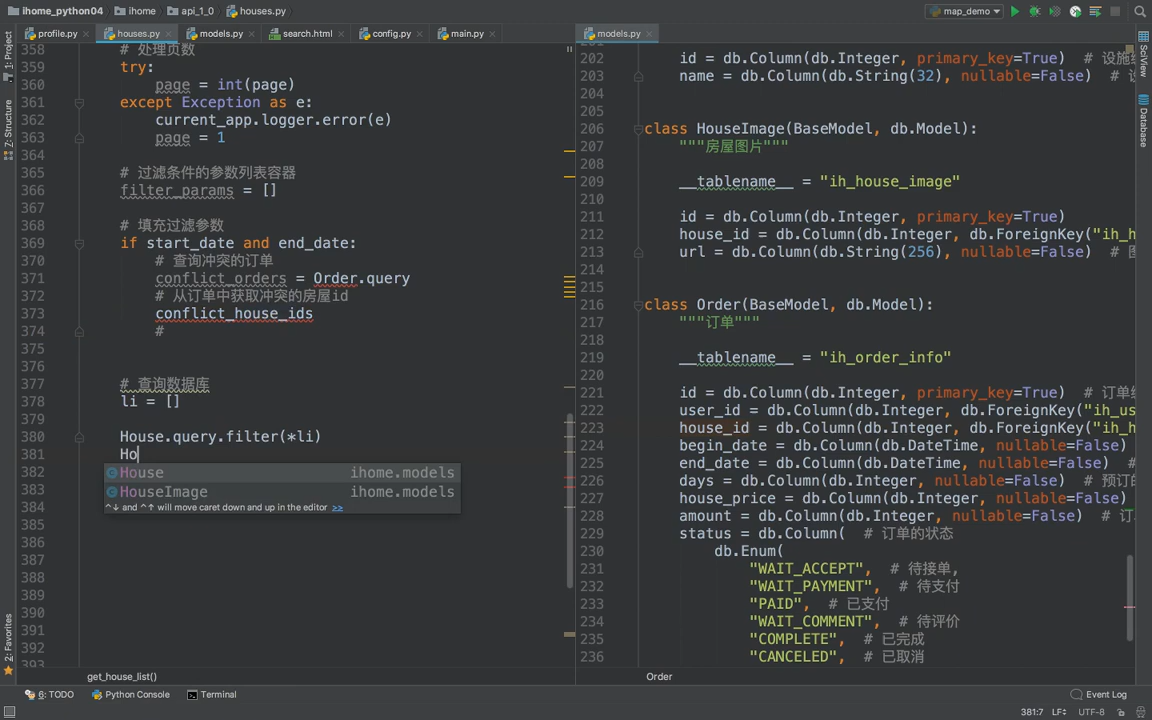 ihome_python04 ihome api_1_0 houses.py map_demo
profile.py houses.py models.py search.html config.py main.py models.py
358 # 处理页数
359 try:
360 page = int(page)
361 except Exception as e:
362 current_app.logger.error(e)
363 page = 1
364
365 # 过滤条件的参数列表容器
366 filter_params = []
367
368 # 填充过滤参数
369 if start_date and end_date:
370 # 查询冲突的订单
371 conflict_orders = Order.query
372 # 从订单中获取冲突的房屋id
373 conflict_house_ids
374 #
375
376
377 # 查询数据库
378 li = []
379
380 House.query.filter(*li)
381 Ho
House ihome.models
HouseImage ihome.models
^↓ and ^↑ will move caret down and up in the editor >>
382
383
384
385
386
387
388
389
390
391
392
393
get_house_list()
202 id = db.Column(db.Integer, primary_key=True) # 设施编
203 name = db.Column(db.String(32), nullable=False) # 设
204
205
206 class HouseImage(BaseModel, db.Model):
207 """房屋图片"""
208
209 __tablename__ = "ih_house_image"
210
211 id = db.Column(db.Integer, primary_key=True)
212 house_id = db.Column(db.Integer, db.ForeignKey("ih_h
213 url = db.Column(db.String(256), nullable=False) # 图
214
215
216 class Order(BaseModel, db.Model):
217 """订单"""
218
219 __tablename__ = "ih_order_info"
220
221 id = db.Column(db.Integer, primary_key=True) # 订单编
222 user_id = db.Column(db.Integer, db.ForeignKey("ih_us
223 house_id = db.Column(db.Integer, db.ForeignKey("ih_h
224 begin_date = db.Column(db.DateTime, nullable=False)
225 end_date = db.Column(db.DateTime, nullable=False) #
226 days = db.Column(db.Integer, nullable=False) # 预订的
227 house_price = db.Column(db.Integer, nullable=False)
228 amount = db.Column(db.Integer, nullable=False) # 订
229 status = db.Column( # 订单的状态
230 db.Enum(
231 "WAIT_ACCEPT", # 待接单,
232 "WAIT_PAYMENT", # 待支付
233 "PAID", # 已支付
234 "WAIT_COMMENT", # 待评价
235 "COMPLETE", # 已完成
236 "CANCELED", # 已取消
Order
1: Project
7: Structure
2: Favorites
SciView
Database
6: TODO Python Console Terminal Event Log
381:7 LF UTF-8